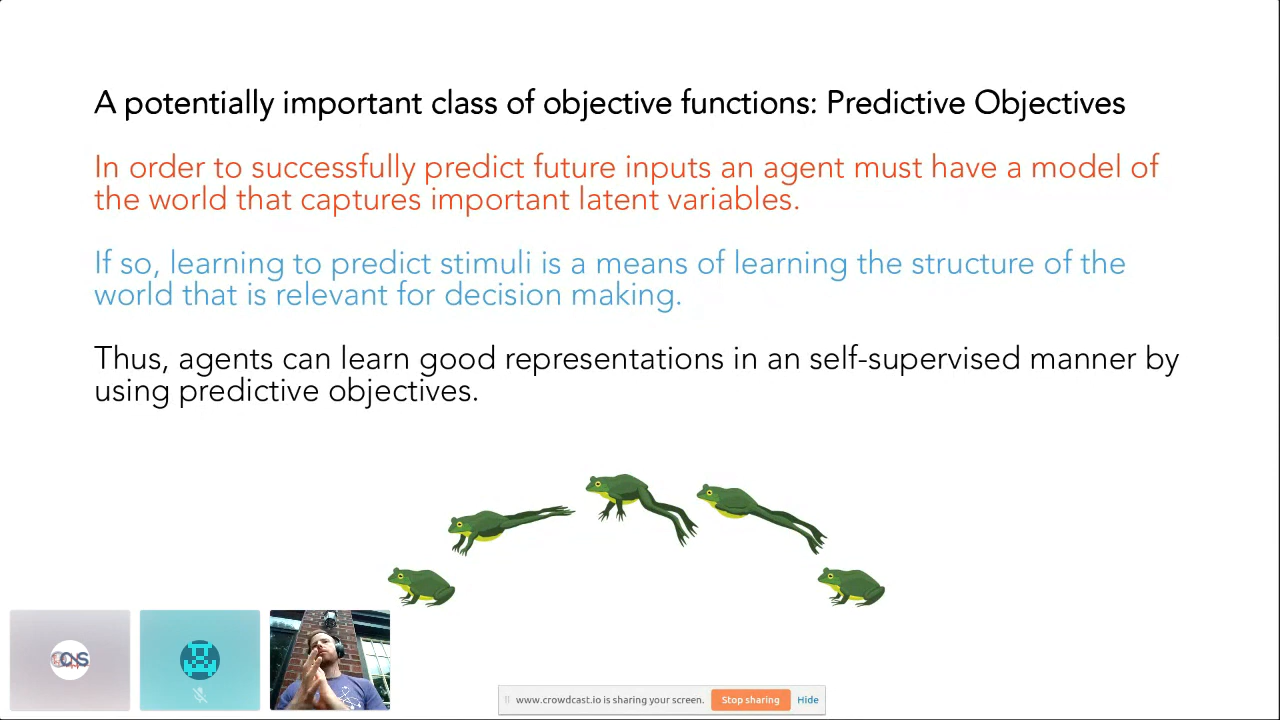 A potentially important class of objective functions: Predictive Objectives
In order to successfully predict future inputs an agent must have a model of
the world that captures important latent variables.
If so, learning to predict stimuli is a means of learning the structure of the
world that is relevant for decision making.
Thus, agents can learn good representations in an self-supervised manner by
using predictive objectives.
www.crowdcast.io is sharing your screen.
Stop sharing
Hide